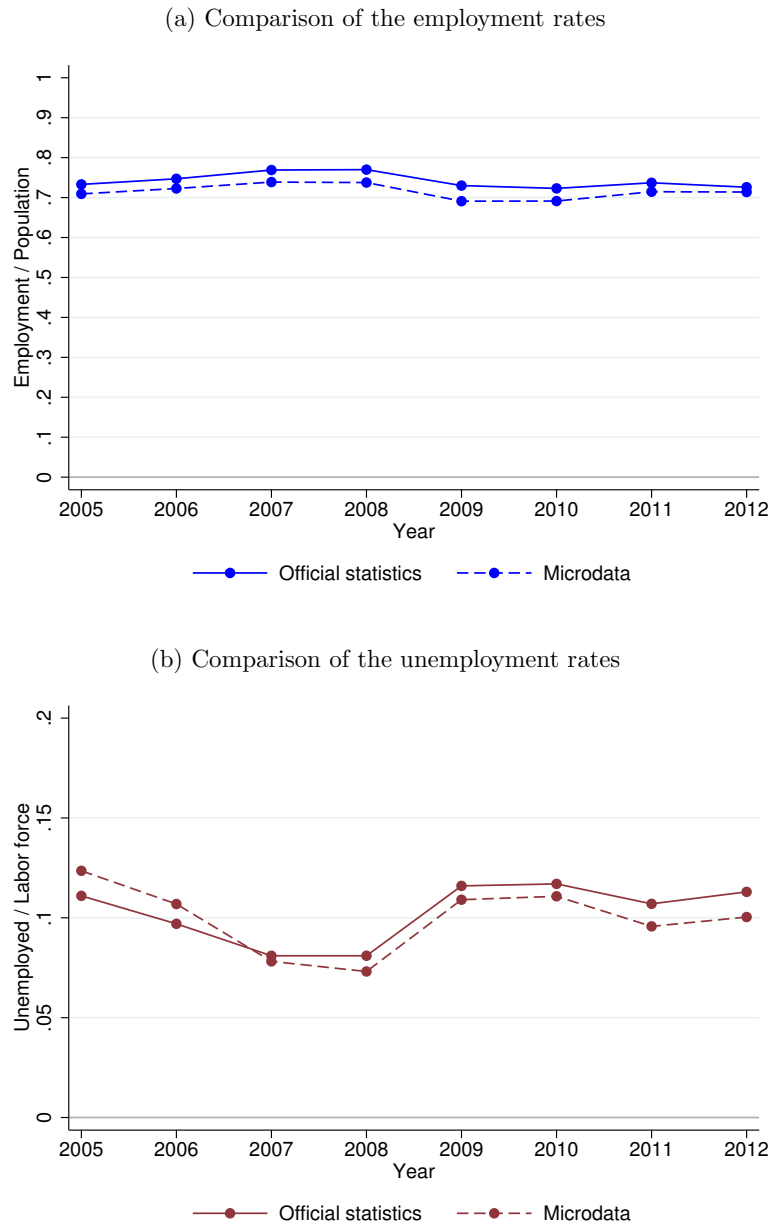 (a) Comparison of the employment rates
1
.9
.8
.7
.6
.5
.4
.3
.2
.1
0
Employment / Population
2005 2006 2007 2008 2009 2010 2011 2012
Year
Official statistics Microdata
(b) Comparison of the unemployment rates
.2
.15
.1
.05
0
Unemployed / Labor force
2005 2006 2007 2008 2009 2010 2011 2012
Year
Official statistics Microdata